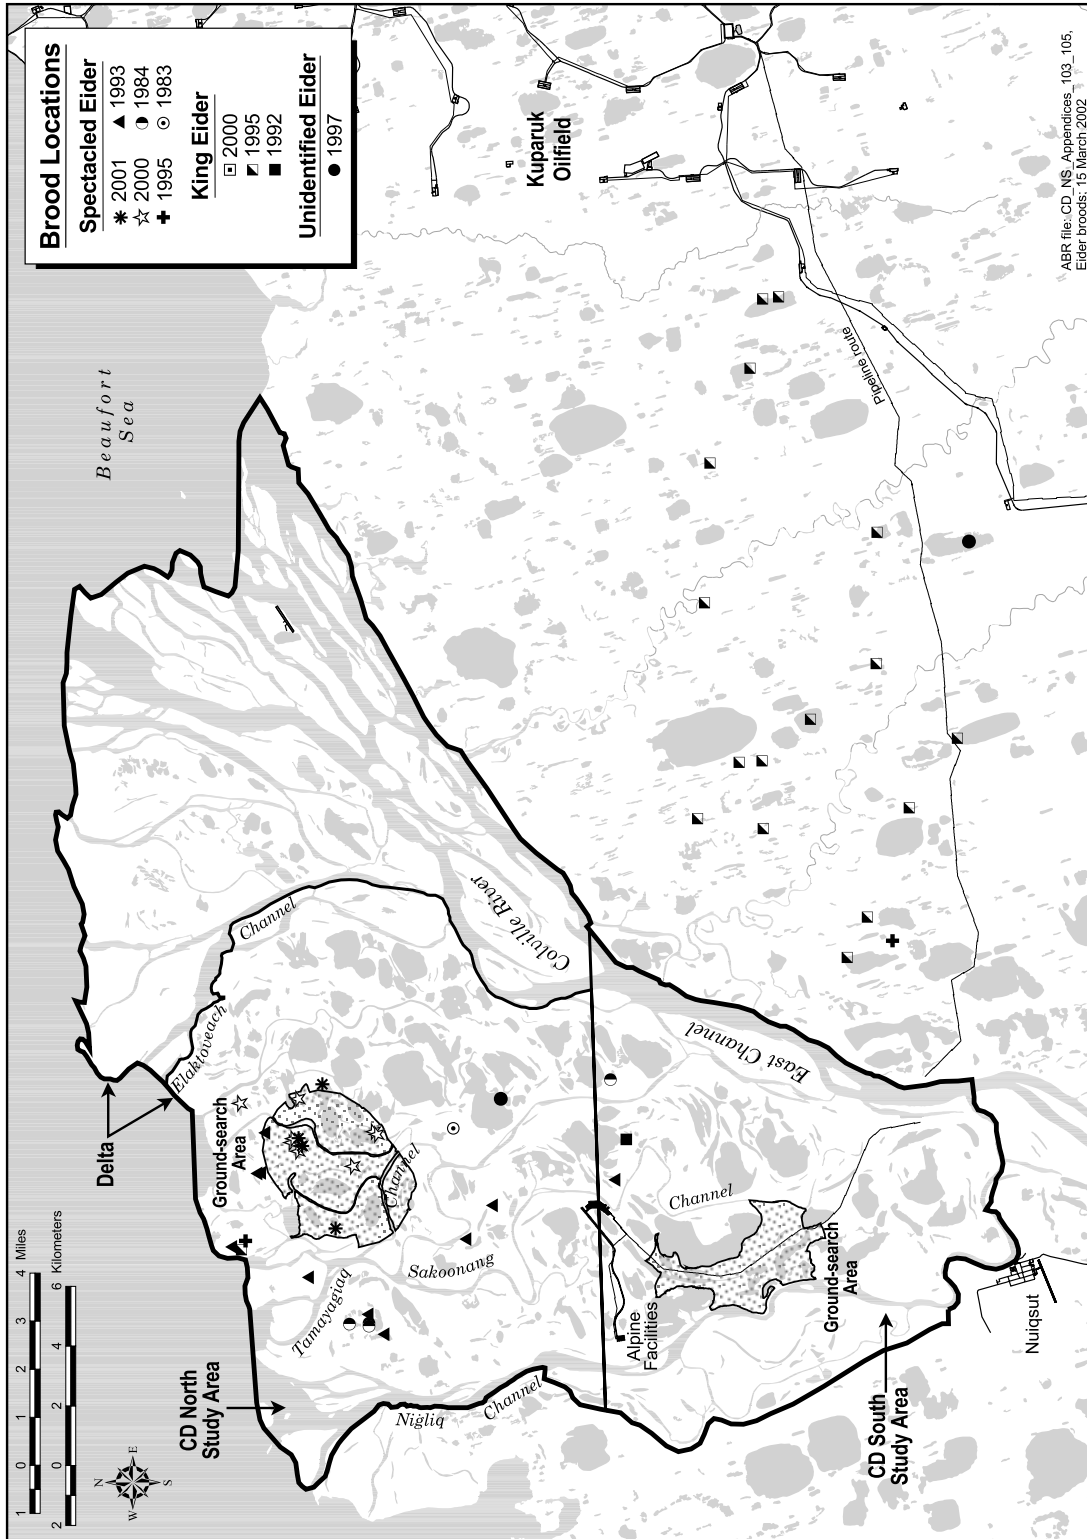 Brood Locations
Spectacled Eider
2001
2000
1995
1993
1984
1983
King Eider
2000
1995
1992
Unidentified Eider
1997
Beaufort
Sea
Kuparuk
Oilfield
Pipeline route
Colville River
Channel
Elaktoveach
Delta
Ground-search
Area
Channel
East Channel
Sakoonang
Channel
Tamayagiaq
Alpine
Facilities
Ground-search
Area
Nigliq
Channel
CD North
Study Area
CD South
Study Area
Nuiqsut
1 0 1 2 3 4 Miles
2 0 2 4 6 Kilometers
N
E
S
W
ABR file: CD_NS_Appendices_103_105,
Eider broods; 15 March 2002